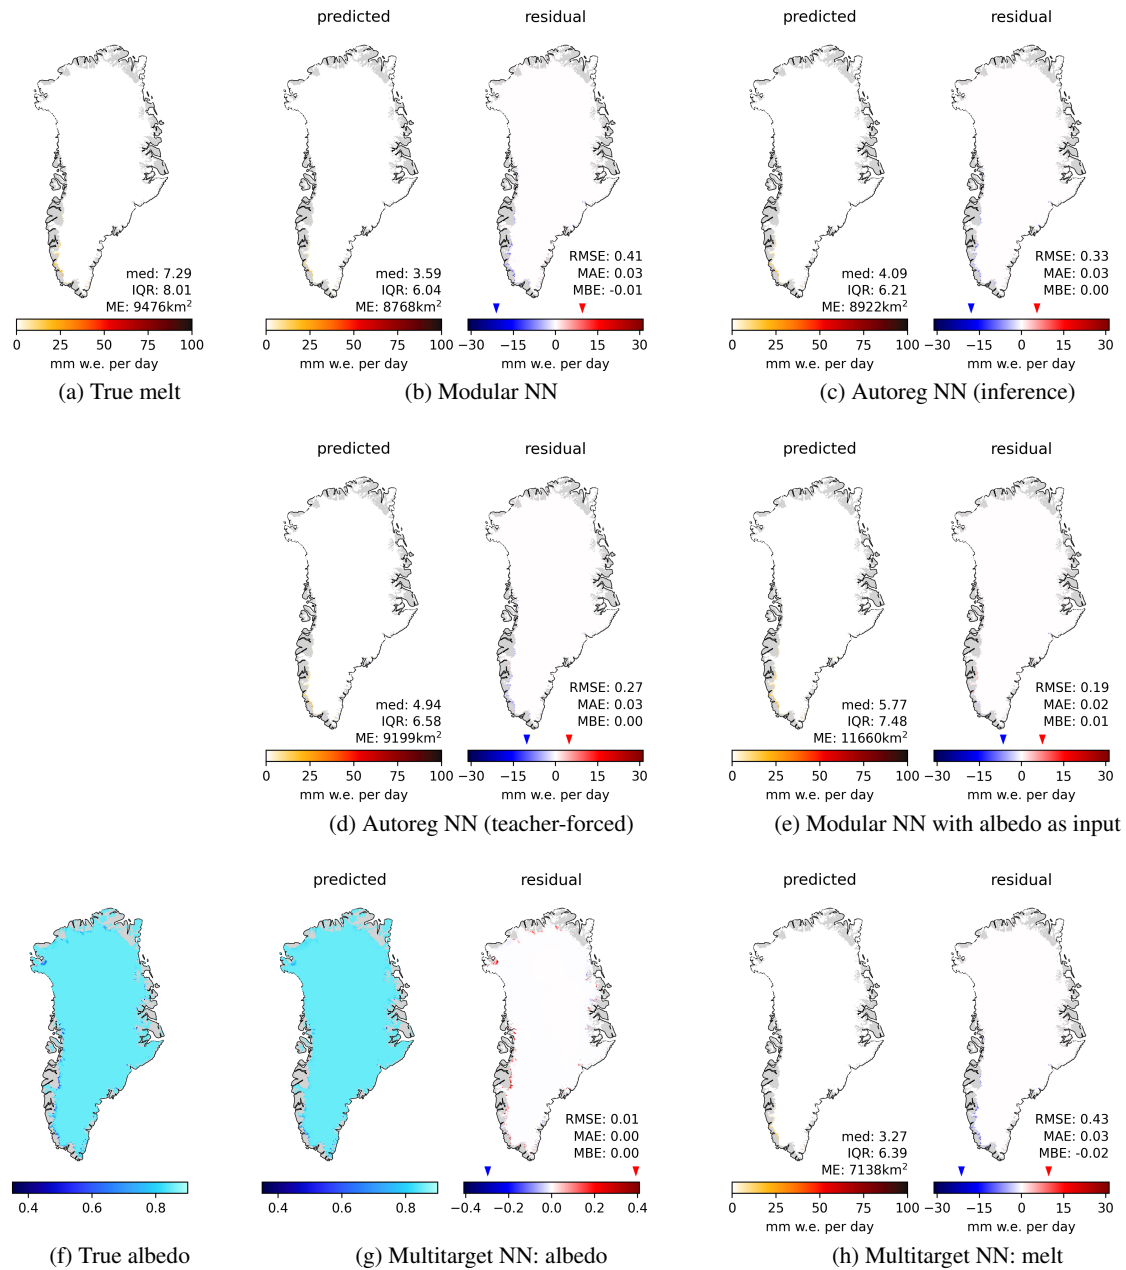 predicted residual predicted residual
med: 7.29
IQR: 8.01
ME: 9476km²
0 25 50 75 100
mm w.e. per day
(a) True melt
med: 3.59
IQR: 6.04
ME: 8768km²
0 25 50 75 100
mm w.e. per day
RMSE: 0.41
MAE: 0.03
MBE: -0.01
−30 −15 0 15 30
mm w.e. per day
(b) Modular NN
med: 4.09
IQR: 6.21
ME: 8922km²
0 25 50 75 100
mm w.e. per day
RMSE: 0.33
MAE: 0.03
MBE: 0.00
−30 −15 0 15 30
mm w.e. per day
(c) Autoreg NN (inference)
predicted residual predicted residual
med: 4.94
IQR: 6.58
ME: 9199km²
0 25 50 75 100
mm w.e. per day
RMSE: 0.27
MAE: 0.03
MBE: 0.00
−30 −15 0 15 30
mm w.e. per day
(d) Autoreg NN (teacher-forced)
med: 5.77
IQR: 7.48
ME: 11660km²
0 25 50 75 100
mm w.e. per day
RMSE: 0.19
MAE: 0.02
MBE: 0.01
−30 −15 0 15 30
mm w.e. per day
(e) Modular NN with albedo as input
predicted residual predicted residual
0.4 0.6 0.8
(f) True albedo
0.4 0.6 0.8
RMSE: 0.01
MAE: 0.00
MBE: 0.00
−0.4 −0.2 0.0 0.2 0.4
(g) Multitarget NN: albedo
med: 3.27
IQR: 6.39
ME: 7138km²
0 25 50 75 100
mm w.e. per day
RMSE: 0.43
MAE: 0.03
MBE: -0.02
−30 −15 0 15 30
mm w.e. per day
(h) Multitarget NN: melt